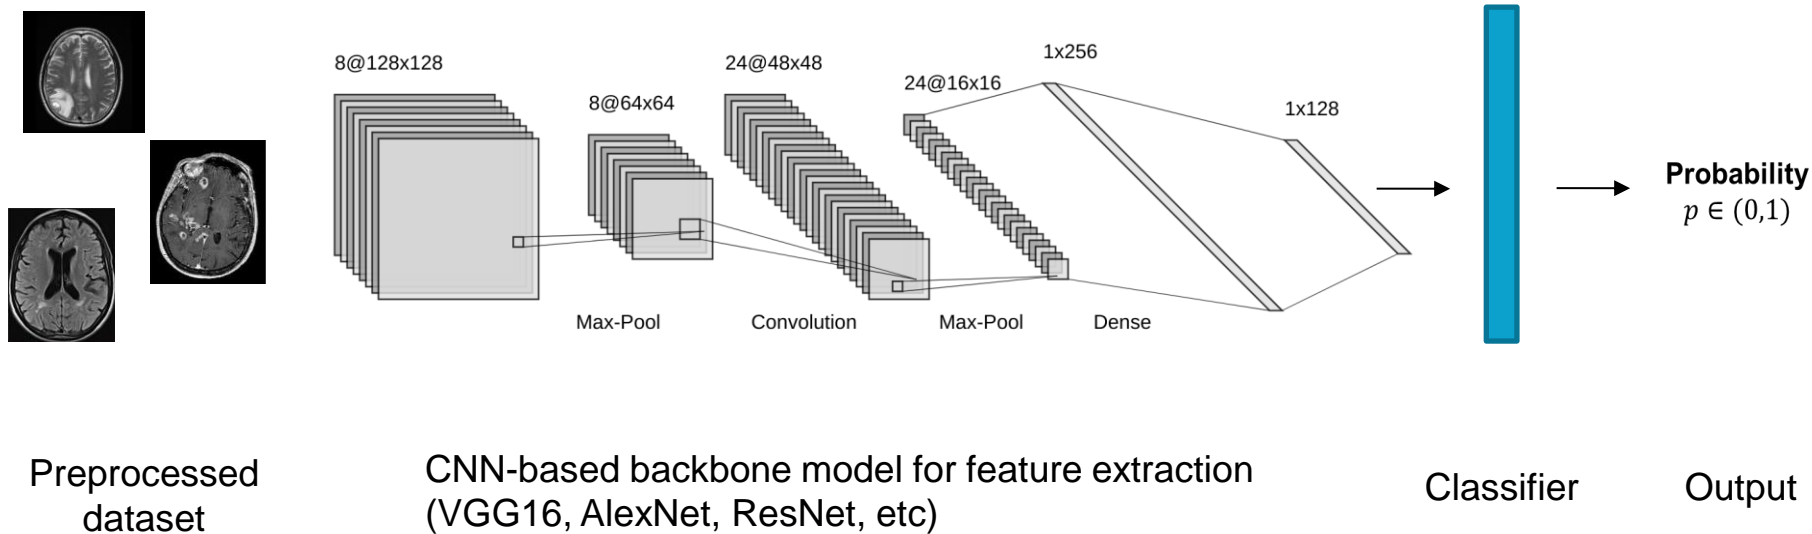 8@128x128
8@64x64
24@48x48
24@16x16
1x256
1x128
Max-Pool
Convolution
Max-Pool
Dense
Probability
𝑝 ∈ (0,1)
Preprocessed
dataset
CNN-based backbone model for feature extraction
(VGG16, AlexNet, ResNet, etc)
Classifier
Output